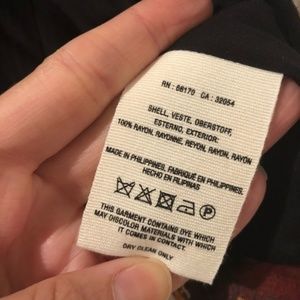 RN : 66170 CA : 32054
SHELL, VESTE, OBERSTOFF,
ESTERNO, EXTERIOR:
100% RAYON, RAYONNE, REYON, RAYON, RAYON
MADE IN PHILIPPINES, FABRIQUÉ EN PHILIPPINES,
HECHO EN FILIPINAS
P
THIS GARMENT CONTAINS DYE WHICH
MAY DISCOLOR MATERIALS WITH WHICH
IT COMES IN CONTACT.
DRY CLEAN ONLY